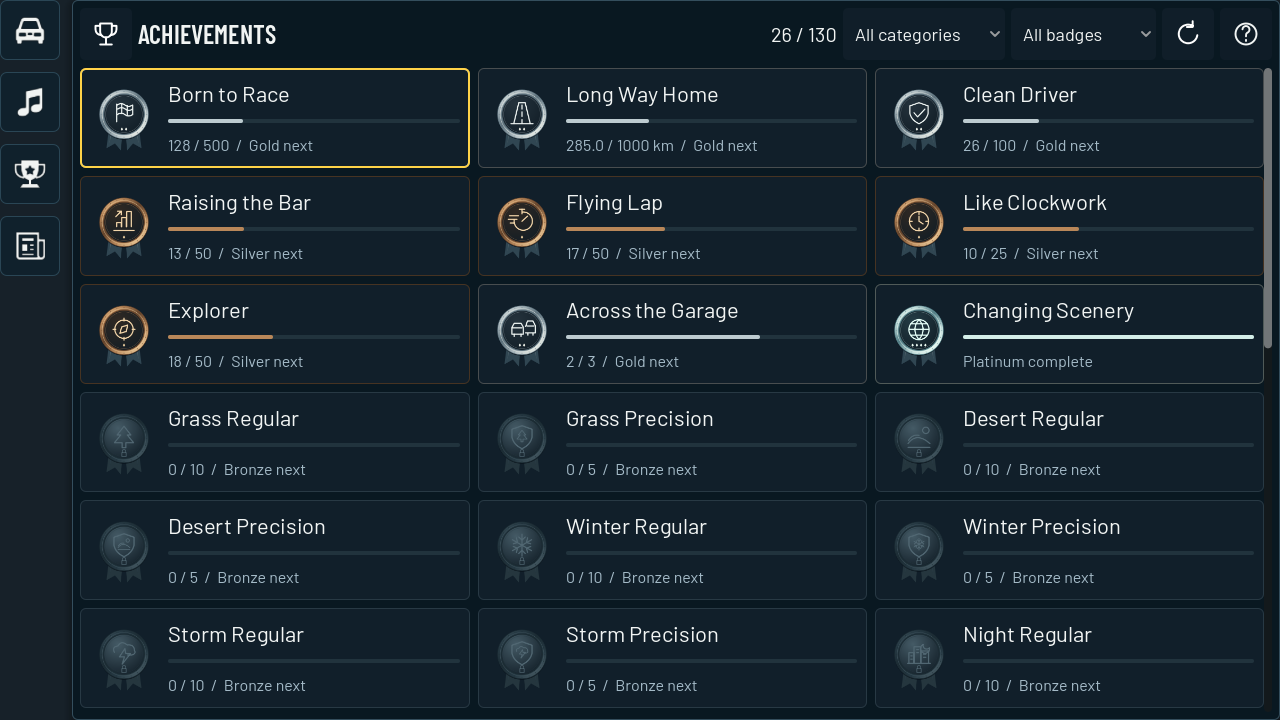 ACHIEVEMENTS
26 / 130
All categories
All badges
Born to Race
128 / 500 / Gold next
Long Way Home
285.0 / 1000 km / Gold next
Clean Driver
26 / 100 / Gold next
Raising the Bar
13 / 50 / Silver next
Flying Lap
17 / 50 / Silver next
Like Clockwork
10 / 25 / Silver next
Explorer
18 / 50 / Silver next
Across the Garage
2 / 3 / Gold next
Changing Scenery
Platinum complete
Grass Regular
0 / 10 / Bronze next
Grass Precision
0 / 5 / Bronze next
Desert Regular
0 / 10 / Bronze next
Desert Precision
0 / 5 / Bronze next
Winter Regular
0 / 10 / Bronze next
Winter Precision
0 / 5 / Bronze next
Storm Regular
0 / 10 / Bronze next
Storm Precision
0 / 5 / Bronze next
Night Regular
0 / 10 / Bronze next